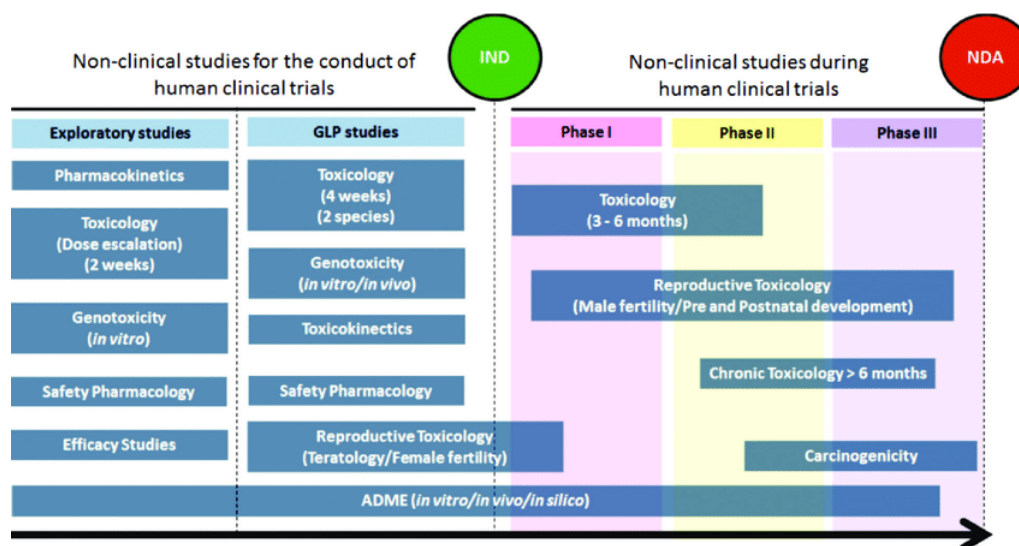 Non-clinical studies for the conduct of
human clinical trials
IND
Non-clinical studies during
human clinical trials
NDA
Exploratory studies
GLP studies
Phase I
Phase II
Phase III
Pharmacokinetics
Toxicology
(Dose escalation)
(2 weeks)
Genotoxicity
(in vitro)
Safety Pharmacology
Efficacy Studies
Toxicology
(4 weeks)
(2 species)
Genotoxicity
(in vitro/in vivo)
Toxicokinectics
Safety Pharmacology
Reproductive Toxicology
(Teratology/Female fertility)
Toxicology
(3 - 6 months)
Reproductive Toxicology
(Male fertility/Pre and Postnatal development)
Chronic Toxicology > 6 months
Carcinogenicity
ADME (in vitro/in vivo/in silico)